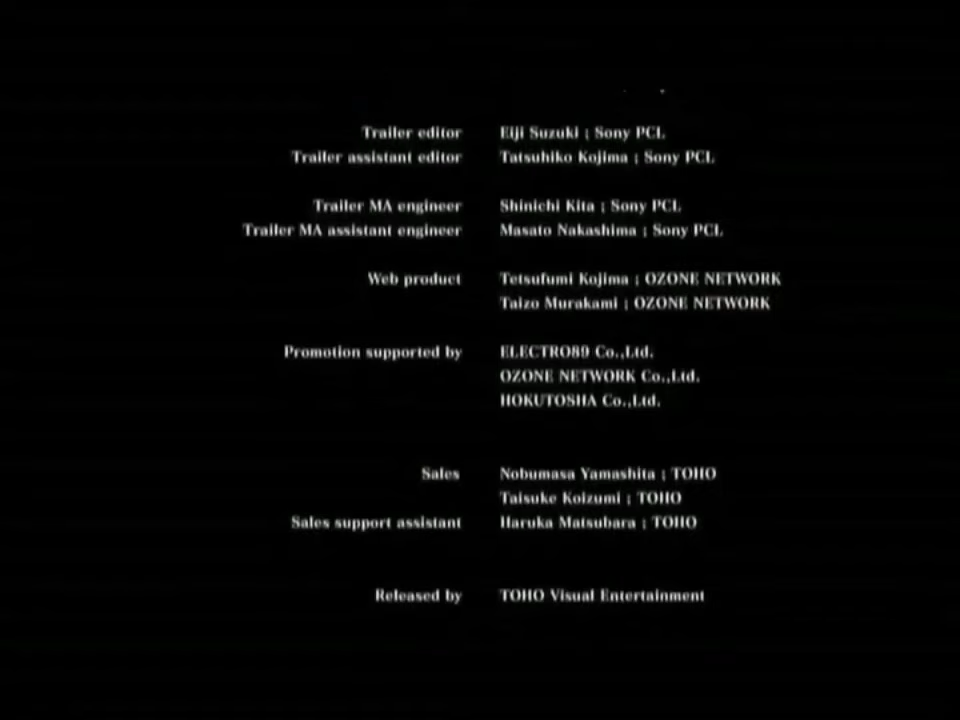 Trailer editor Eiji Suzuki ; Sony PCL
Trailer assistant editor Tatsuhiko Kojima ; Sony PCL
Trailer MA engineer Shinichi Kita ; Sony PCL
Trailer MA assistant engineer Masato Nakashima ; Sony PCL
Web product Tetsufumi Kojima ; OZONE NETWORK
Taizo Murakami ; OZONE NETWORK
Promotion supported by ELECTRO89 Co.,Ltd.
OZONE NETWORK Co.,Ltd.
HOKUTOSHA Co.,Ltd.
Sales Nobumasa Yamashita ; TOHO
Taisuke Koizumi ; TOHO
Sales support assistant Haruka Matsubara ; TOHO
Released by TOHO Visual Entertainment